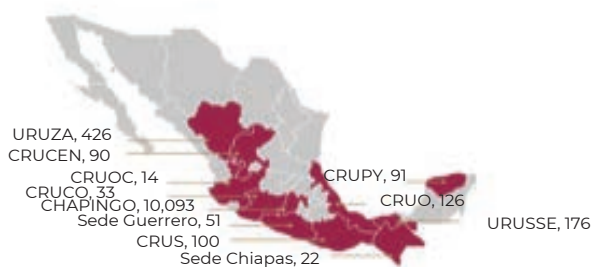 URUZA, 426
CRUCEN, 90
CRUOC, 14
CRUPY, 91
CRUCO, 33
CRUO, 126
CHAPINGO, 10,093
Sede Guerrero, 51
URUSSE, 176
CRUS, 100
Sede Chiapas, 22